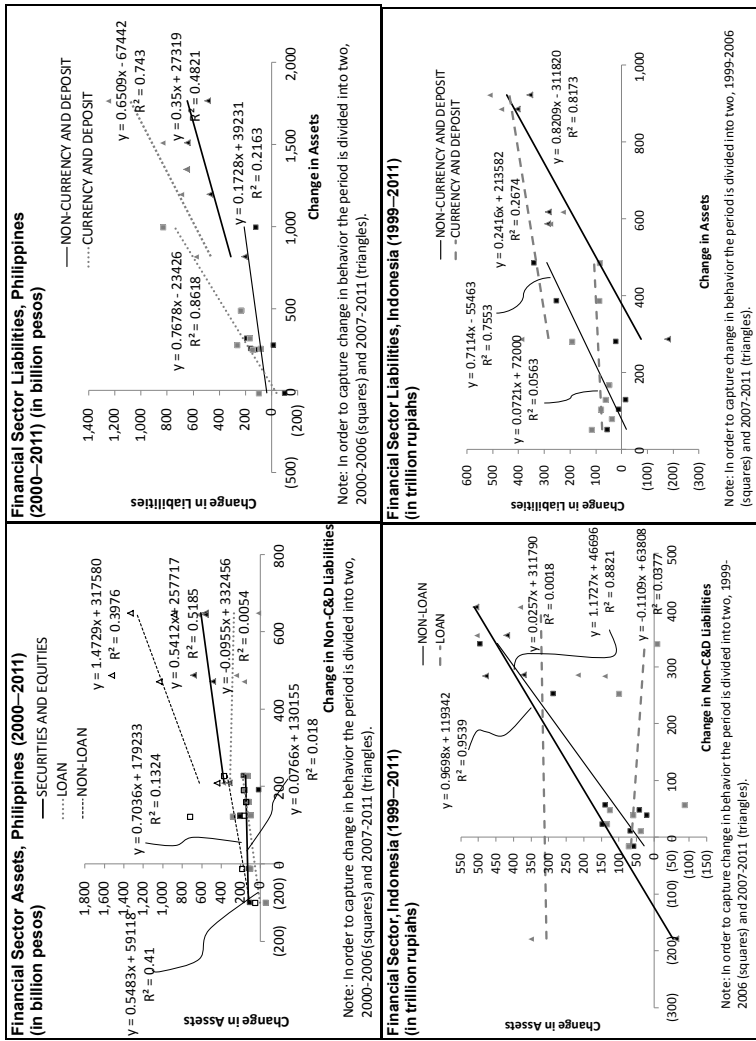 Financial Sector Assets, Philippines (2000–2011)
(in billion pesos)
SECURITIES AND EQUITIES
LOAN
NON-LOAN
y = 1.4729x + 317580
R² = 0.3976
y = 0.5412x + 257717
R² = 0.5185
y = -0.0955x + 332456
R² = 0.0054
y = 0.7036x + 179233
R² = 0.1324
y = 0.0766x + 130155
R² = 0.018
y = 0.5483x + 59118
R² = 0.41
1,800
1,600
1,400
1,200
1,000
800
600
400
200
0
(200)
(200)
0
200
400
600
800
Change in Assets
Change in Non-C&D Liabilities
Note: In order to capture change in behavior the period is divided into two,
2000-2006 (squares) and 2007-2011 (triangles).
Financial Sector Liabilities, Philippines
(2000–2011) (in billion pesos)
NON-CURRENCY AND DEPOSIT
CURRENCY AND DEPOSIT
y = 0.6509x - 67442
R² = 0.743
y = 0.35x + 27319
R² = 0.4821
y = 0.1728x + 39231
R² = 0.2163
y = 0.7678x - 23426
R² = 0.8618
1,400
1,200
1,000
800
600
400
200
0
(200)
(500)
0
500
1,000
1,500
2,000
Change in Liabilities
Change in Assets
Note: In order to capture change in behavior the period is divided into two,
2000-2006 (squares) and 2007-2011 (triangles).
Financial Sector, Indonesia (1999–2011)
(in trillion rupiahs)
NON-LOAN
LOAN
y = 0.9698x + 119342
R² = 0.9539
y = 0.0257x + 311790
R² = 0.0018
y = 1.1727x + 46696
R² = 0.8821
y = -0.1109x + 63808
R² = 0.0377
550
500
450
400
350
300
250
200
150
100
50
0
(50)
(100)
(150)
(300)
(200)
(100)
0
100
200
300
400
500
Change in Assets
Change in Non-C&D Liabilities
Note: In order to capture change in behavior the period is divided into two, 1999-
2006 (squares) and 2007-2011 (triangles).
Financial Sector Liabilities, Indonesia (1999–2011)
(in trillion rupiahs)
NON-CURRENCY AND DEPOSIT
CURRENCY AND DEPOSIT
y = 0.7114x - 55463
R² = 0.7553
y = 0.2416x + 213582
R² = 0.2674
y = 0.0721x + 72000
R² = 0.0563
y = 0.8209x - 311820
R² = 0.8173
600
500
400
300
200
100
0
(100)
(200)
(300)
0
200
400
600
800
1,000
Change in Liabilities
Change in Assets
Note: In order to capture change in behavior the period is divided into two, 1999-2006
(squares) and 2007-2011 (triangles).